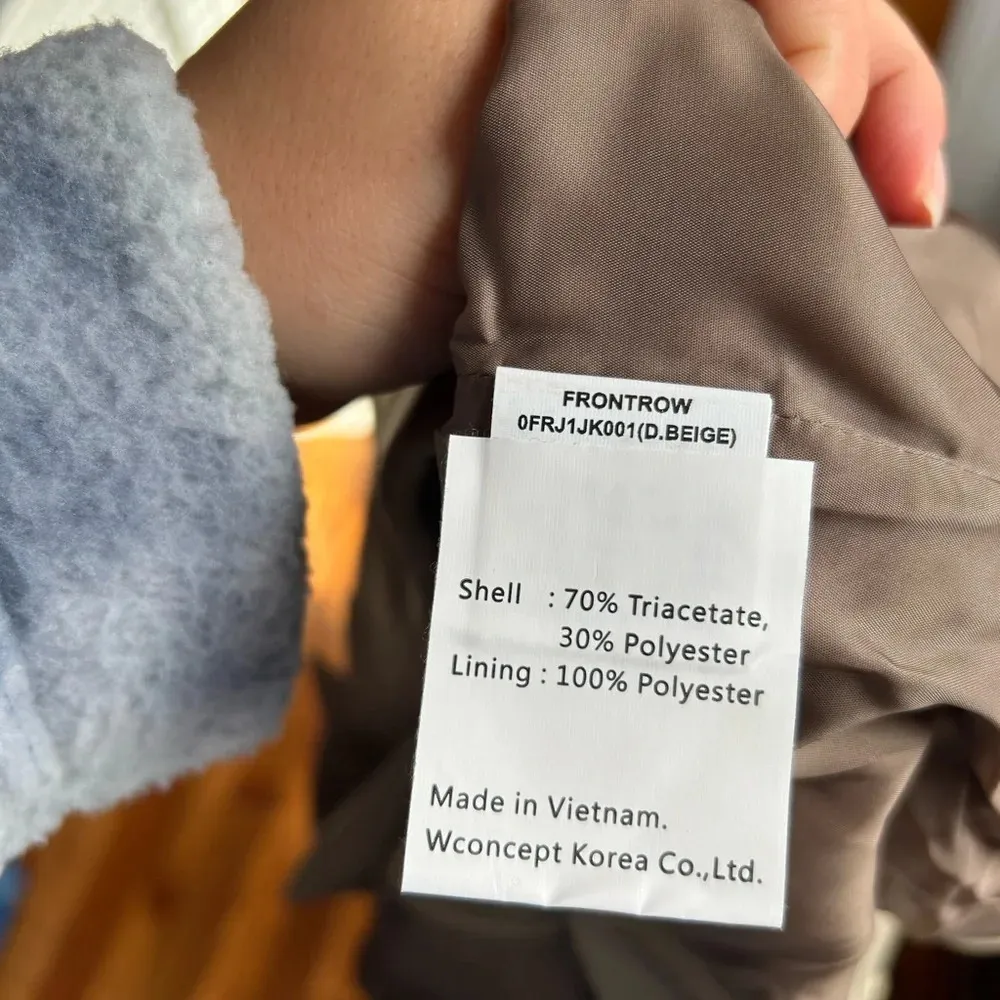 FRONTROW
0FRJ1JK001(D.BEIGE)
Shell : 70% Triacetate,
30% Polyester
Lining : 100% Polyester
Made in Vietnam.
Wconcept Korea Co.,Ltd.